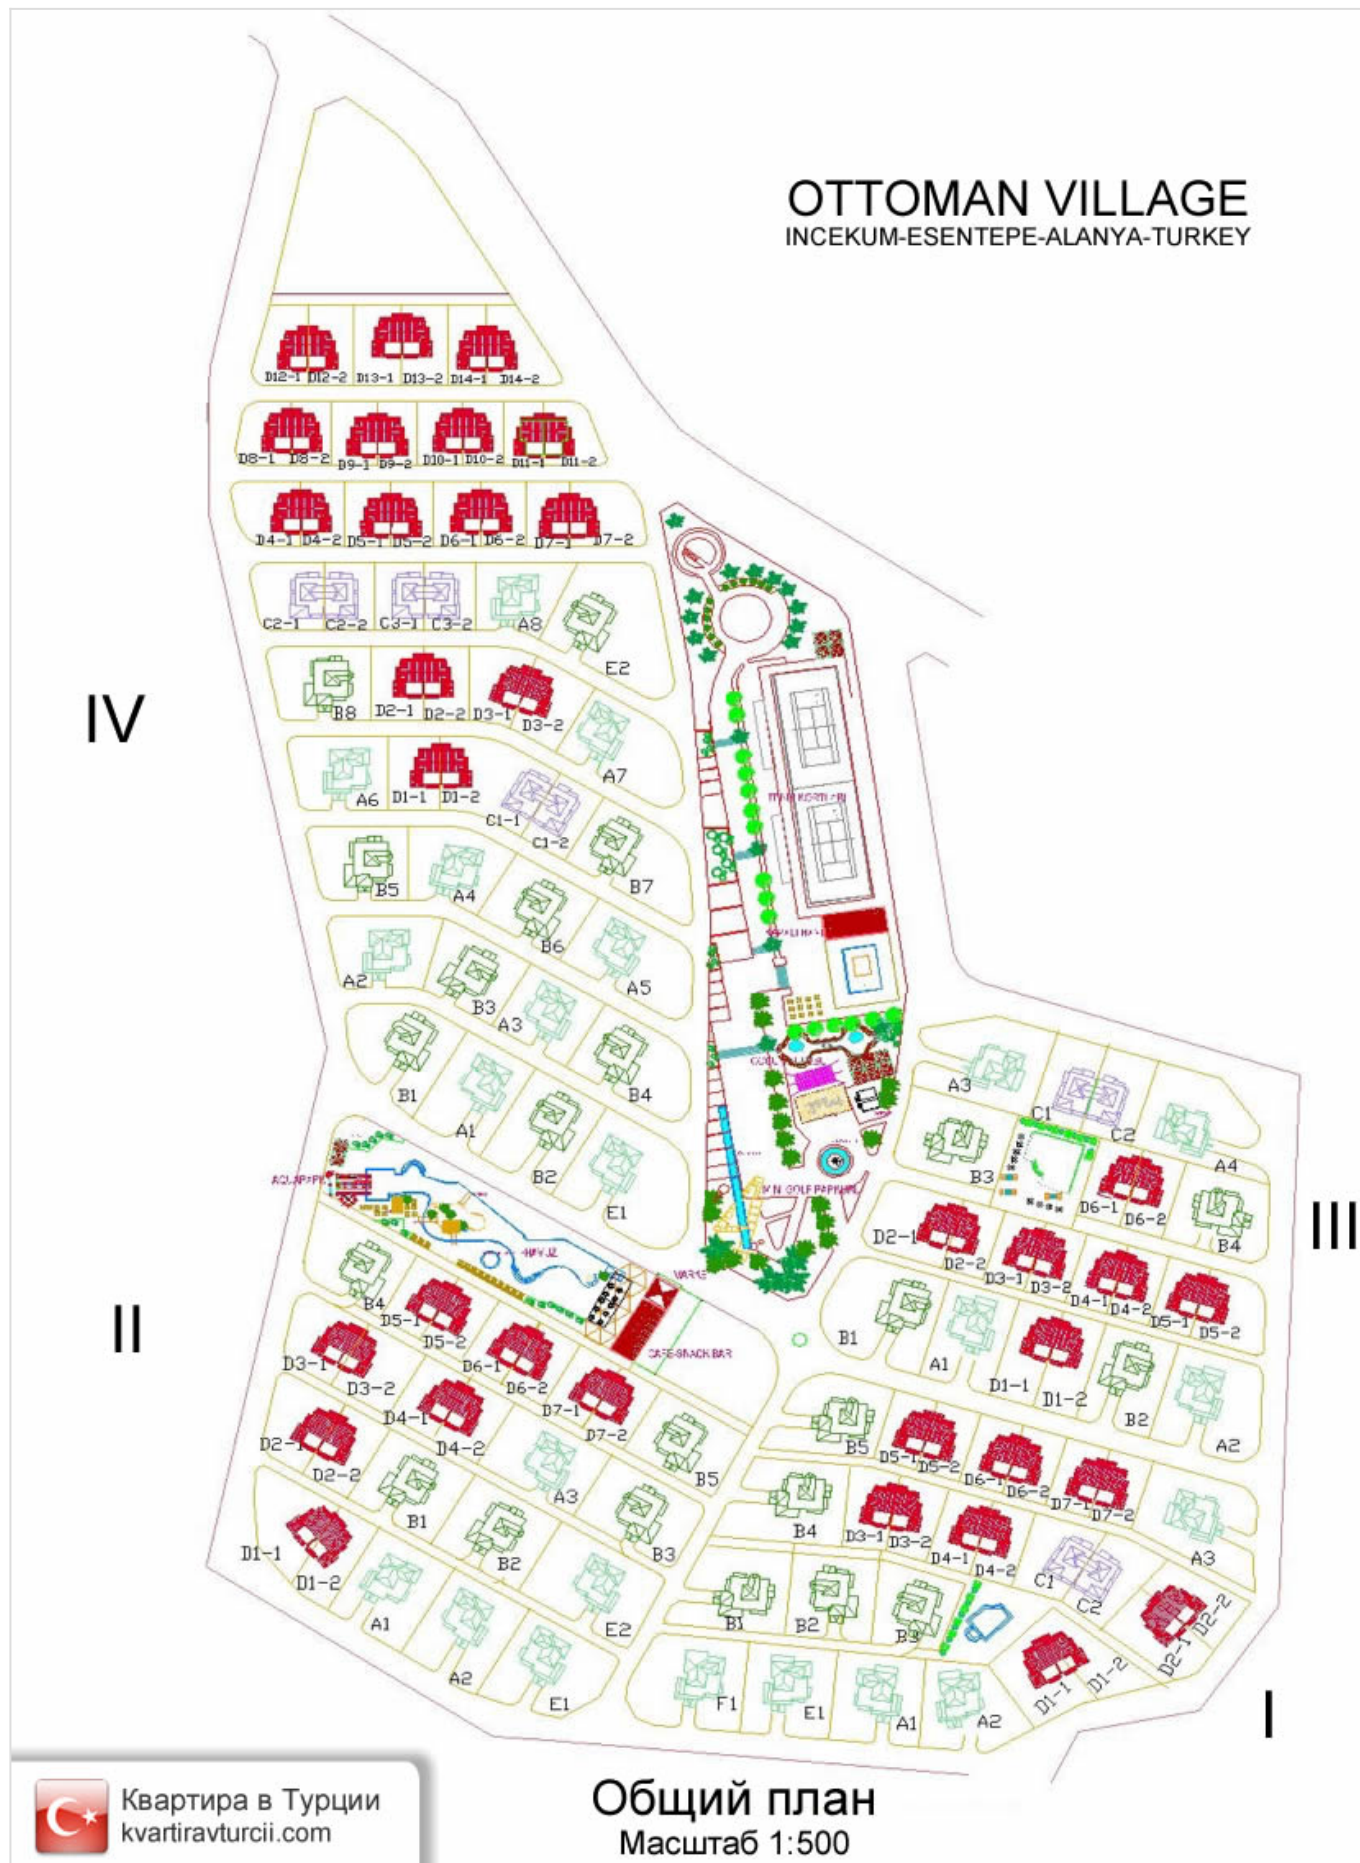 OTTOMAN VILLAGE
INCEKUM-ESENTEPE-ALANYA-TURKEY
D12-1 D12-2 D13-1 D13-2 D14-1 D14-2
D8-1 D8-2 D9-1 D9-2 D10-1 D10-2 D11-1 D11-2
D4-1 D4-2 D5-1 D5-2 D6-1 D6-2 D7-1 D7-2
C2-1 C2-2 C3-1 C3-2 A8 E2
B8 D2-1 D2-2 D3-1 D3-2 A7
IV
A6 D1-1 D1-2 C1-1 C1-2 B7
B5 A4 B6 A5
A2 B3 A3 B4
B1 A1 B2 E1
AQUAPARK
MINI GOLF PARKURU
MARKET
CAFE-SNACK BAR
A3 C1 C2 A4
B3 D6-1 D6-2 B4
III
D2-1 D2-2 D3-1 D3-2 D4-1 D4-2 D5-1 D5-2
B1 A1 D1-1 D1-2 B2 A2
II
B4 D5-1 D5-2 D6-1 D6-2 D7-1 D7-2 B5
D3-1 D3-2 D4-1 D4-2 A3 B3
D2-1 D2-2 B1 B2 E2
D1-1 D1-2 A1 A2 E1
B5 D5-1 D5-2 D6-1 D6-2 D7-1 D7-2 A3
B4 D3-1 D3-2 D4-1 D4-2 C1 C2 D2-1 D2-2
B1 B2 B3
F1 E1 A1 A2 D1-1 D1-2
I
Общий план
Масштаб 1:500
Квартира в Турции
kvartiravturcii.com